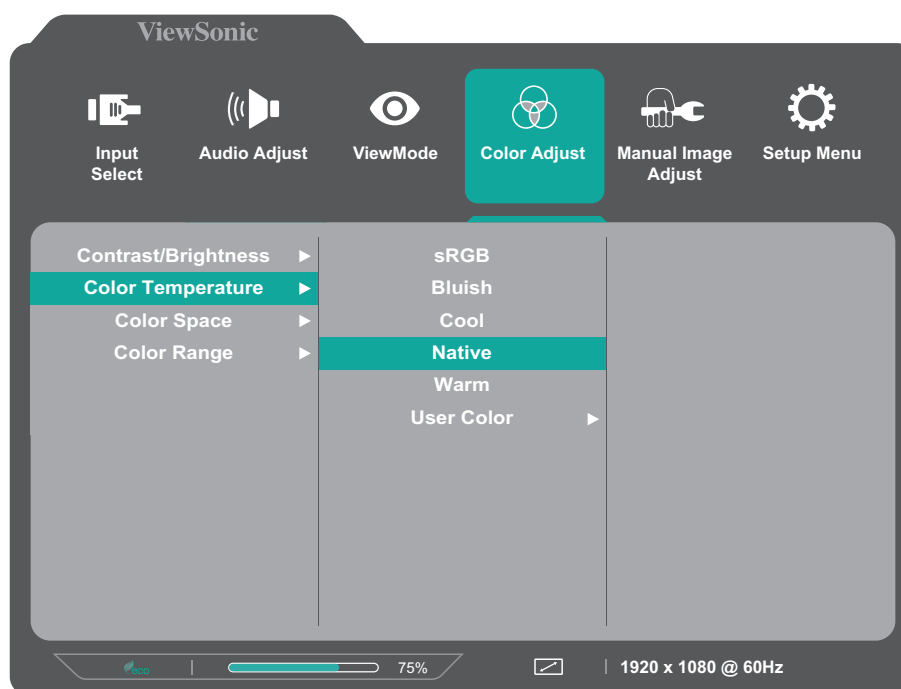 ViewSonic
Input Select
Audio Adjust
ViewMode
Color Adjust
Manual Image Adjust
Setup Menu
Contrast/Brightness
Color Temperature
Color Space
Color Range
sRGB
Bluish
Cool
Native
Warm
User Color
eco
75%
1920 x 1080 @ 60Hz